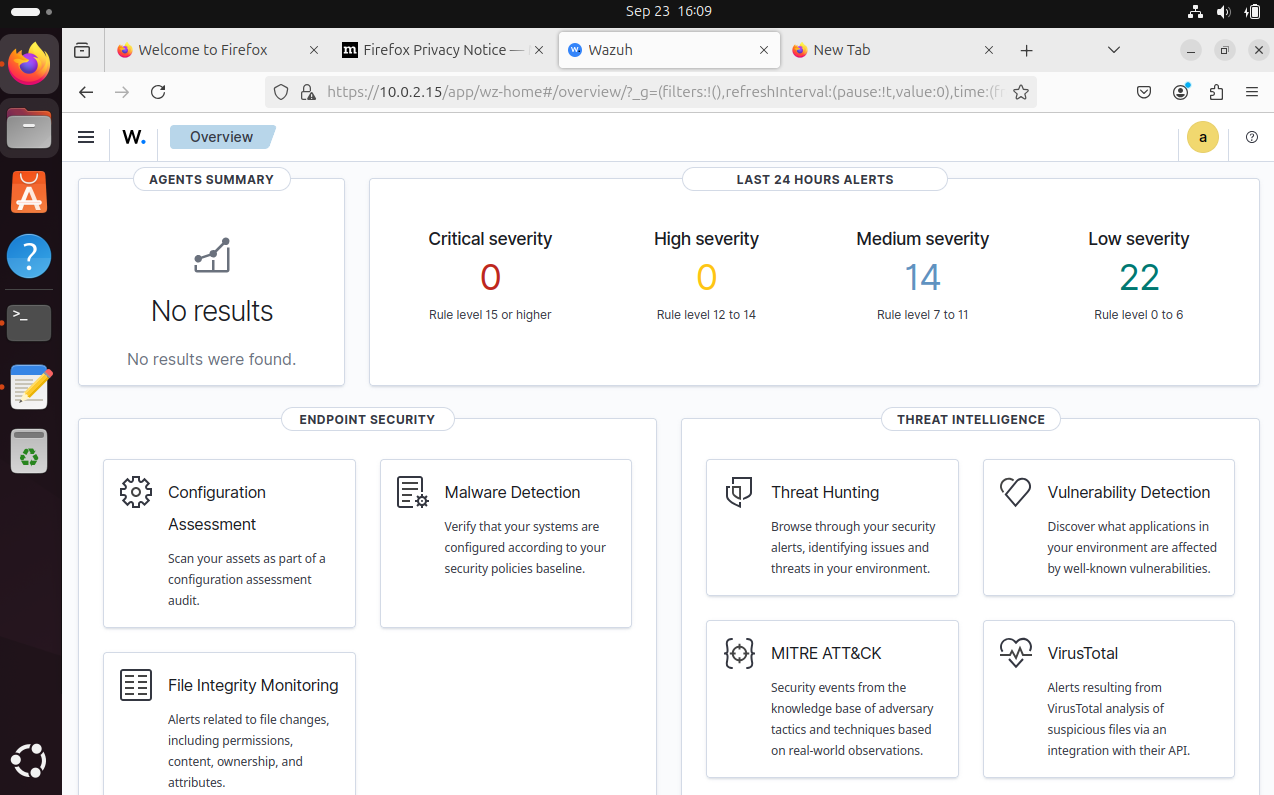 Sep 23 16:09
Welcome to Firefox
Firefox Privacy Notice —
Wazuh
New Tab
https://10.0.2.15/app/wz-home#/overview/?_g=(filters:!(),refreshInterval:(pause:!t,value:0),time:(fr
W.
Overview
a
AGENTS SUMMARY
No results
No results were found.
LAST 24 HOURS ALERTS
Critical severity
0
Rule level 15 or higher
High severity
0
Rule level 12 to 14
Medium severity
14
Rule level 7 to 11
Low severity
22
Rule level 0 to 6
ENDPOINT SECURITY
Configuration
Assessment
Scan your assets as part of a
configuration assessment
audit.
Malware Detection
Verify that your systems are
configured according to your
security policies baseline.
File Integrity Monitoring
Alerts related to file changes,
including permissions,
content, ownership, and
attributes.
THREAT INTELLIGENCE
Threat Hunting
Browse through your security
alerts, identifying issues and
threats in your environment.
Vulnerability Detection
Discover what applications in
your environment are affected
by well-known vulnerabilities.
MITRE ATT&CK
Security events from the
knowledge base of adversary
tactics and techniques based
on real-world observations.
VirusTotal
Alerts resulting from
VirusTotal analysis of
suspicious files via an
integration with their API.